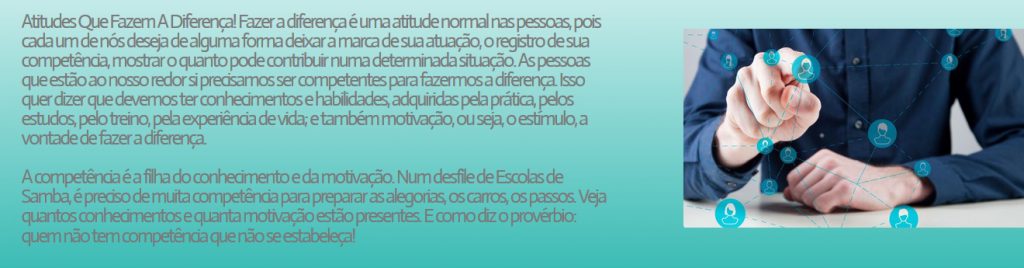 Atitudes Que Fazem A Diferença! Fazer a diferença é uma atitude normal nas pessoas, pois
cada um de nós deseja de alguma forma deixar a marca de sua atuação, o registro de sua
competência, mostrar o quanto pode contribuir numa determinada situação. As pessoas
que estão ao nosso redor si precisamos ser competentes para fazermos a diferença. Isso
quer dizer que devemos ter conhecimentos e habilidades, adquiridas pela prática, pelos
estudos, pelo treino, pela experiência de vida; e também motivação, ou seja, o estímulo, a
vontade de fazer a diferença.
A competência é a filha do conhecimento e da motivação. Num desfile de Escolas de
Samba, é preciso de muita competência para preparar as alegorias, os carros, os passos. Veja
quantos conhecimentos e quanta motivação estão presentes. E como diz o provérbio:
quem não tem competência que não se estabeleça!